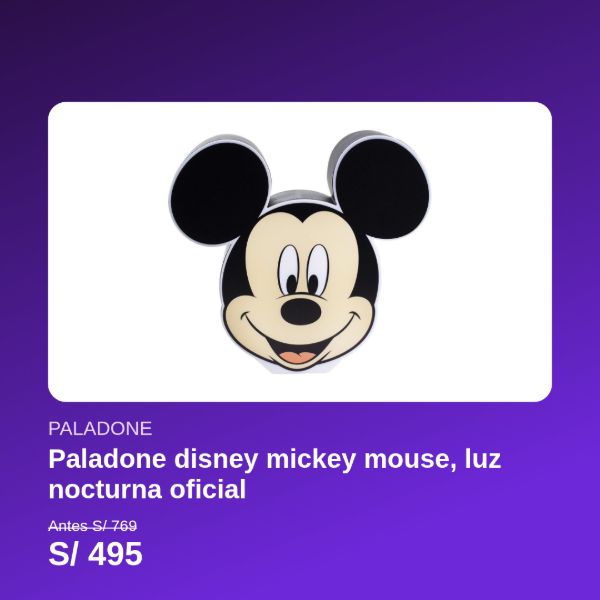 PALADONE
Paladone disney mickey mouse, luz
nocturna oficial
Antes S/ 769
S/ 495